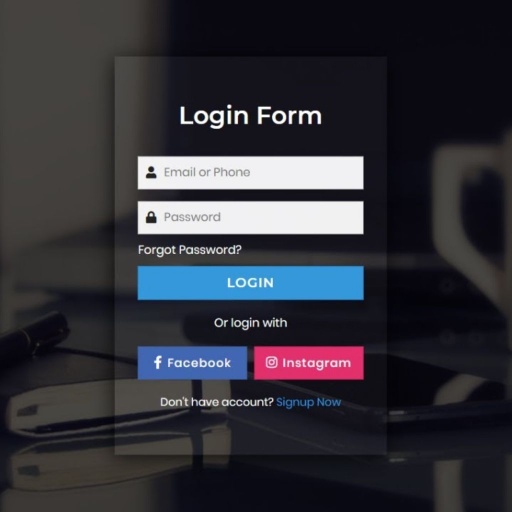 Login Form
Email or Phone
Password
Forgot Password?
LOGIN
Or login with
Facebook Instagram
Don't have account? Signup Now